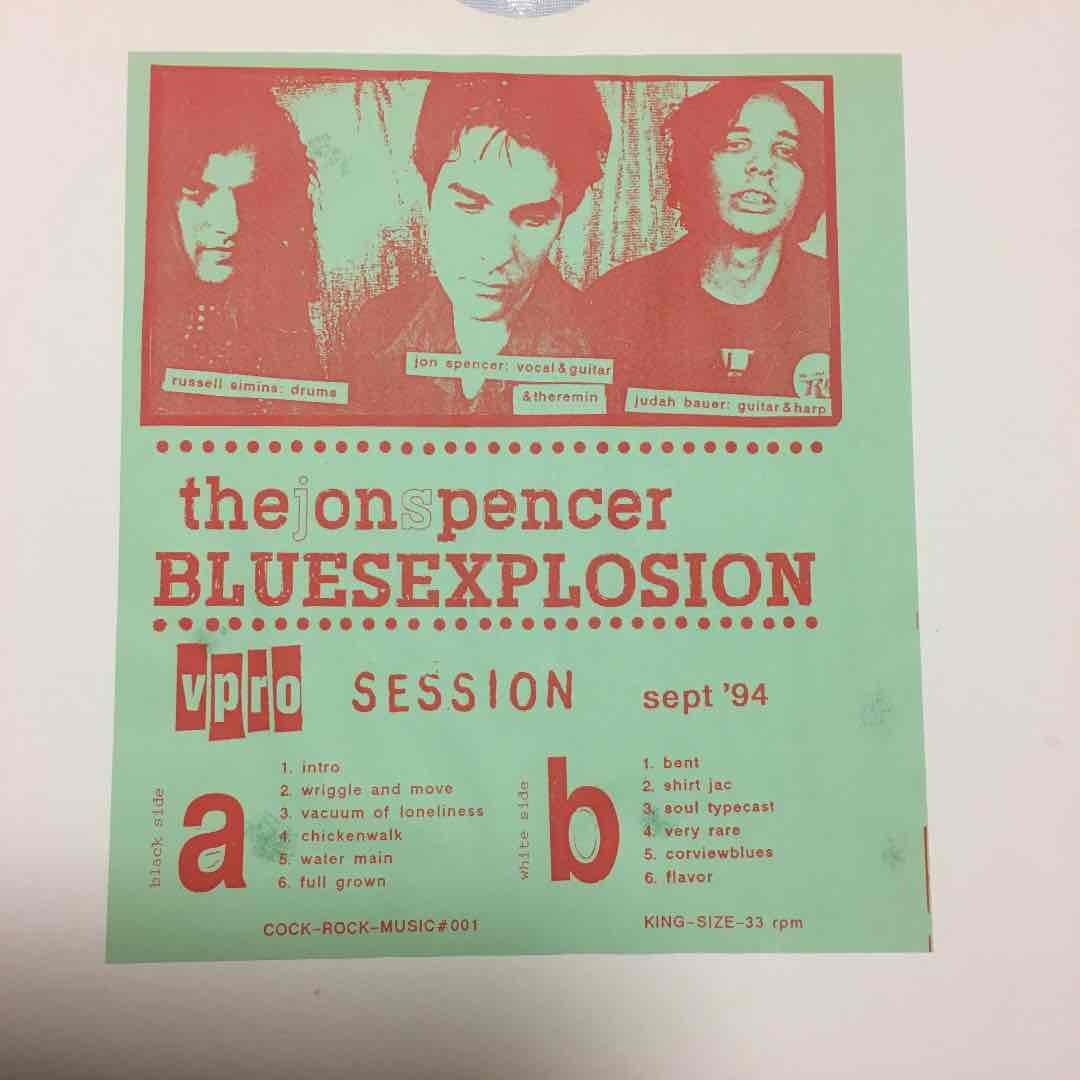 russell simins: drums
jon spencer: vocal & guitar
& theremin
judah bauer: guitar & harp
thejonspencer
BLUESEXPLOSION
vpro SESSION sept '94
black side
a
1. intro
2. wriggle and move
3. vacuum of loneliness
4. chickenwalk
5. water main
6. full grown
white side
b
1. bent
2. shirt jac
3. soul typecast
4. very rare
5. corviewblues
6. flavor
COCK-ROCK-MUSIC#001
KING-SIZE-33 rpm